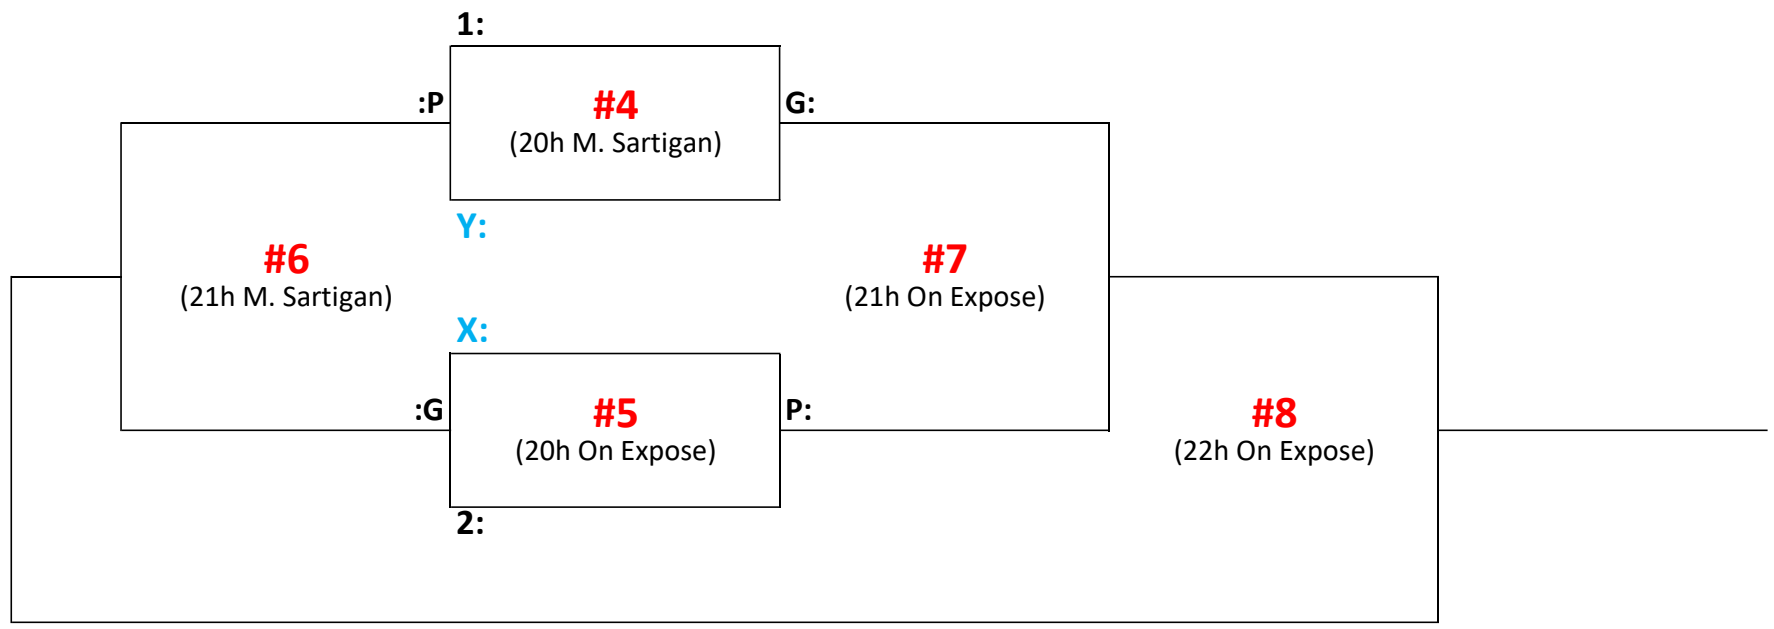 1:
:P
#4
G:
(20h M. Sartigan)
Y:
#6
(21h M. Sartigan)
#7
(21h On Expose)
X:
:G
#5
P:
(20h On Expose)
#8
(22h On Expose)
2: